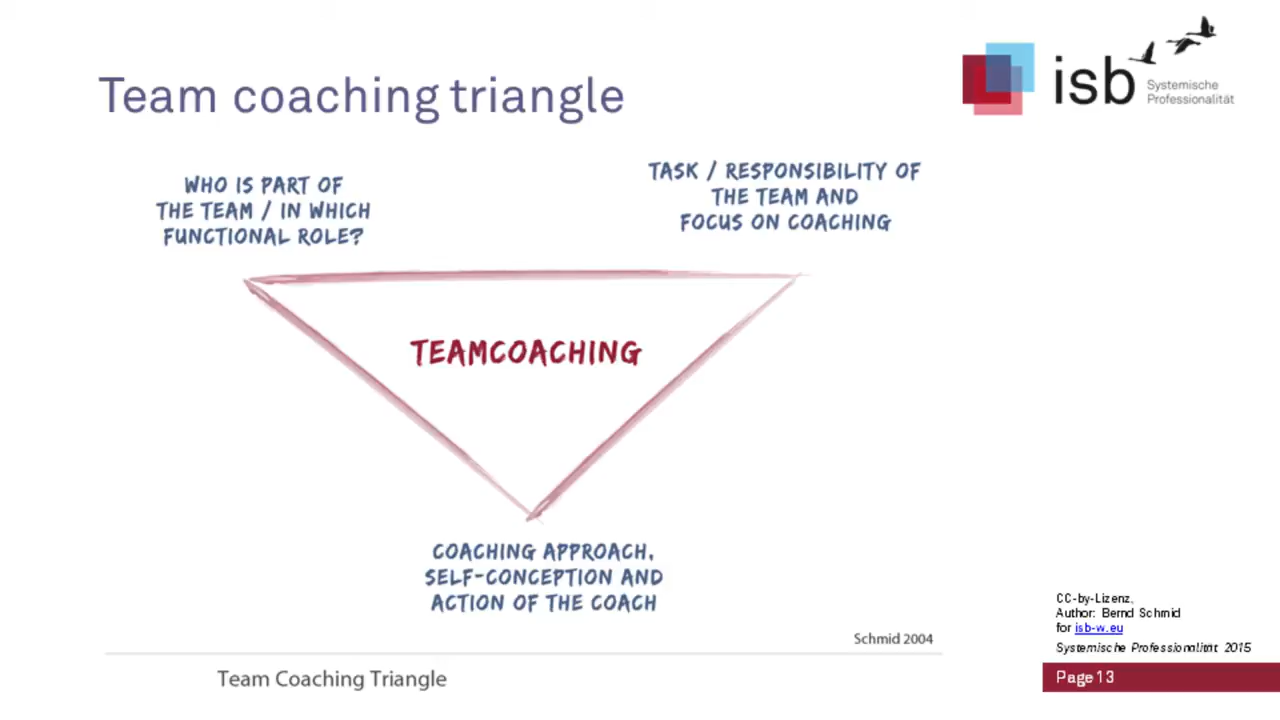 Team coaching triangle
isb
Systemische
Professionalität
WHO IS PART OF
THE TEAM / IN WHICH
FUNCTIONAL ROLE?
TASK / RESPONSIBILITY OF
THE TEAM AND
FOCUS ON COACHING
TEAMCOACHING
COACHING APPROACH,
SELF-CONCEPTION AND
ACTION OF THE COACH
Schmid 2004
Team Coaching Triangle
CC-by-Lizenz,
Author: Bernd Schmid
for isb-w.eu
Systemische Professionalität 2015
Page 13